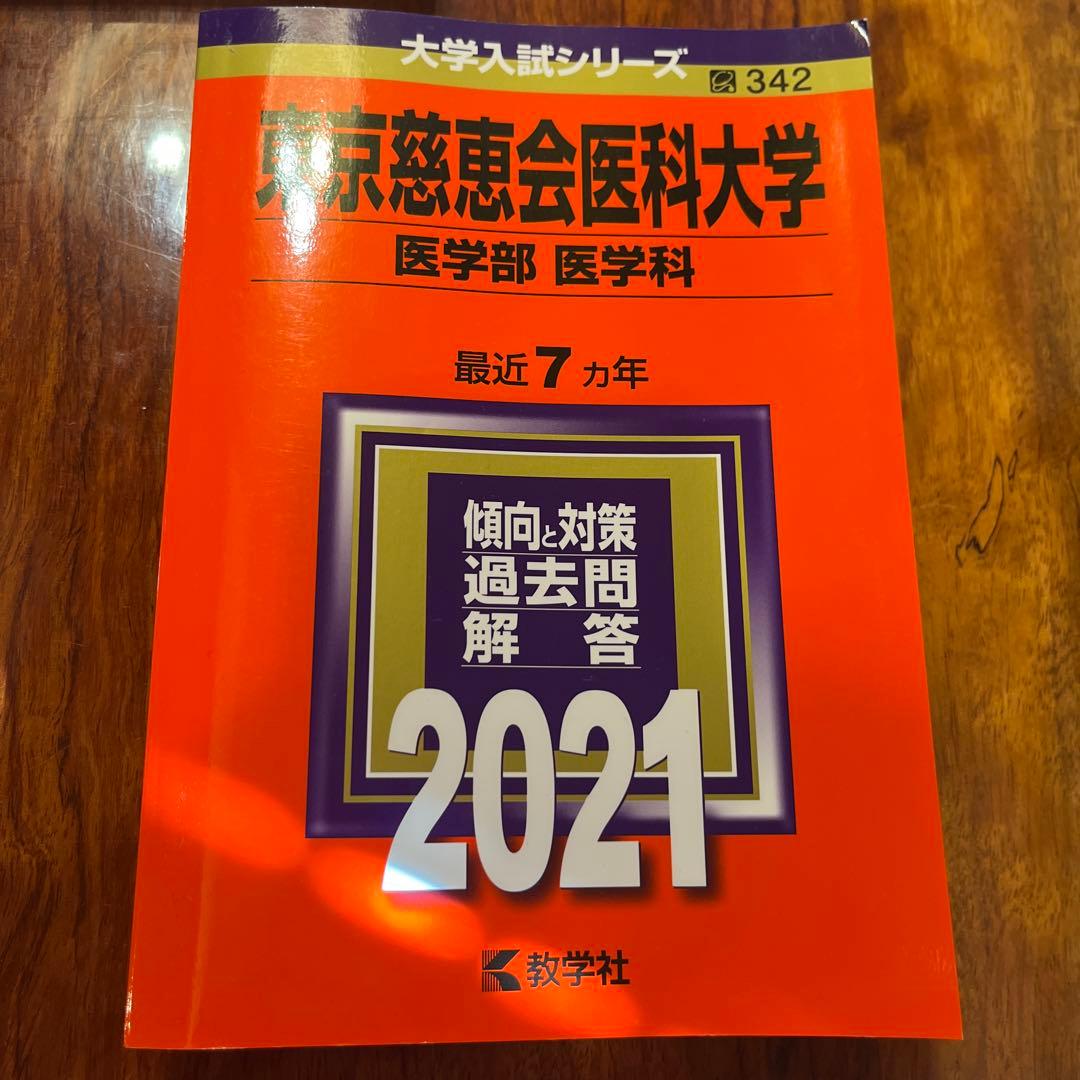 大学入試シリーズ
342
東京慈恵会医科大学
医学部 医学科
最近7ヵ年
傾向と対策
過去問
解答
2021
教学社